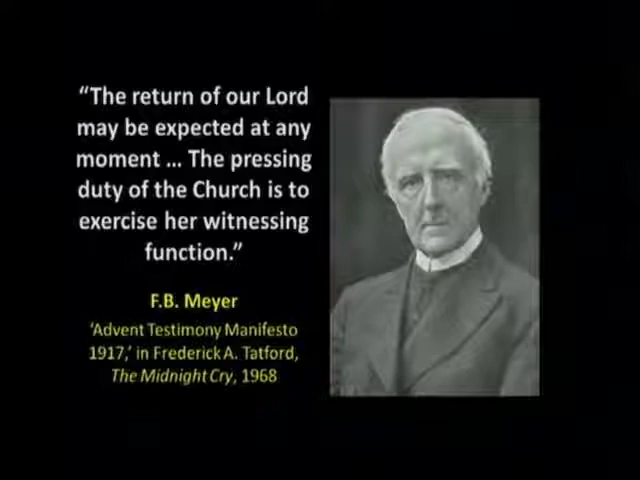 “The return of our Lord
may be expected at any
moment ... The pressing
duty of the Church is to
exercise her witnessing
function.”
F.B. Meyer
‘Advent Testimony Manifesto
1917,’ in Frederick A. Tatford,
The Midnight Cry, 1968